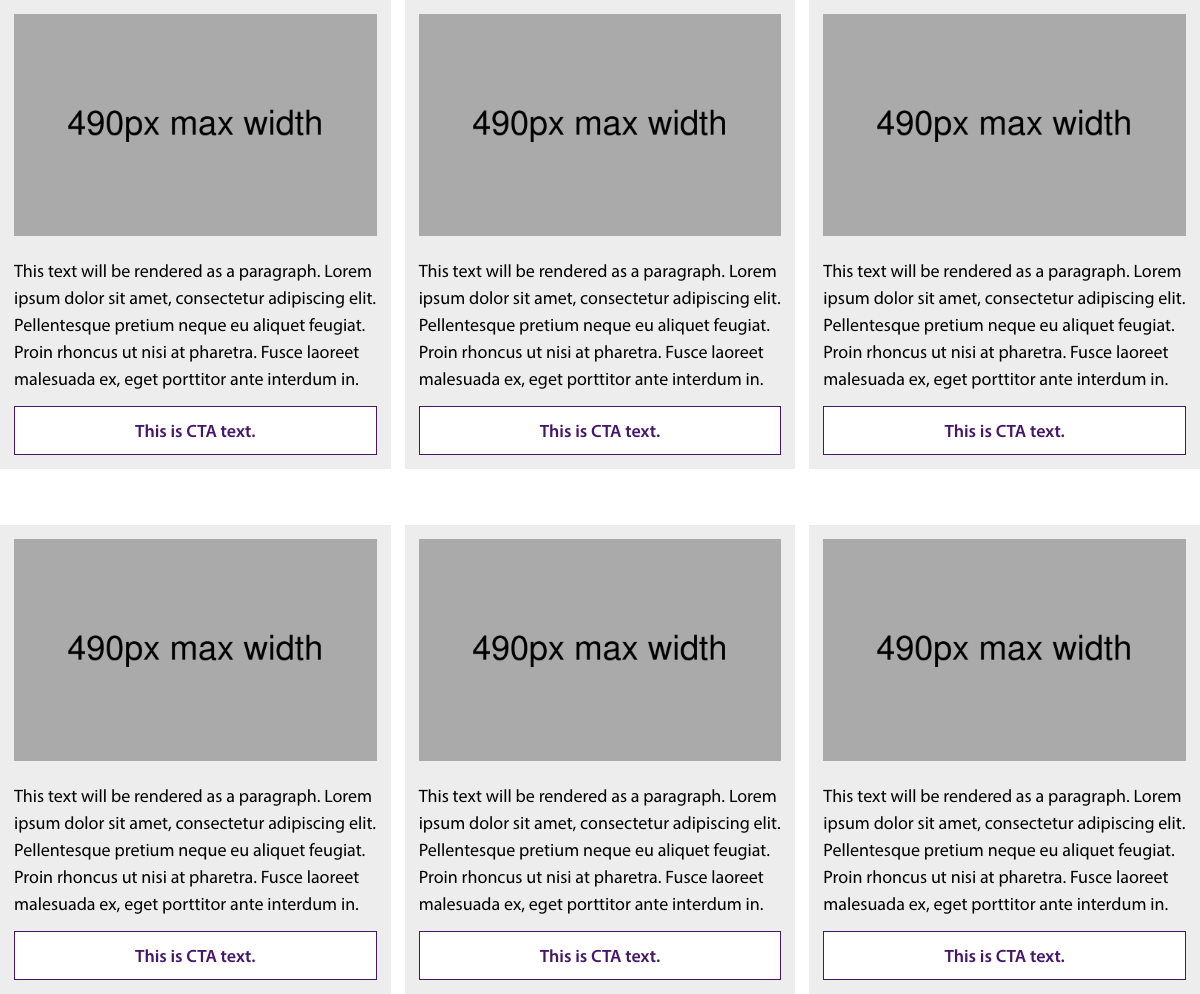 490px max width
This text will be rendered as a paragraph. Lorem
ipsum dolor sit amet, consectetur adipiscing elit.
Pellentesque pretium neque eu aliquet feugiat.
Proin rhoncus ut nisi at pharetra. Fusce laoreet
malesuada ex, eget porttitor ante interdum in.
This is CTA text.
490px max width
This text will be rendered as a paragraph. Lorem
ipsum dolor sit amet, consectetur adipiscing elit.
Pellentesque pretium neque eu aliquet feugiat.
Proin rhoncus ut nisi at pharetra. Fusce laoreet
malesuada ex, eget porttitor ante interdum in.
This is CTA text.
490px max width
This text will be rendered as a paragraph. Lorem
ipsum dolor sit amet, consectetur adipiscing elit.
Pellentesque pretium neque eu aliquet feugiat.
Proin rhoncus ut nisi at pharetra. Fusce laoreet
malesuada ex, eget porttitor ante interdum in.
This is CTA text.
490px max width
This text will be rendered as a paragraph. Lorem
ipsum dolor sit amet, consectetur adipiscing elit.
Pellentesque pretium neque eu aliquet feugiat.
Proin rhoncus ut nisi at pharetra. Fusce laoreet
malesuada ex, eget porttitor ante interdum in.
This is CTA text.
490px max width
This text will be rendered as a paragraph. Lorem
ipsum dolor sit amet, consectetur adipiscing elit.
Pellentesque pretium neque eu aliquet feugiat.
Proin rhoncus ut nisi at pharetra. Fusce laoreet
malesuada ex, eget porttitor ante interdum in.
This is CTA text.
490px max width
This text will be rendered as a paragraph. Lorem
ipsum dolor sit amet, consectetur adipiscing elit.
Pellentesque pretium neque eu aliquet feugiat.
Proin rhoncus ut nisi at pharetra. Fusce laoreet
malesuada ex, eget porttitor ante interdum in.
This is CTA text.